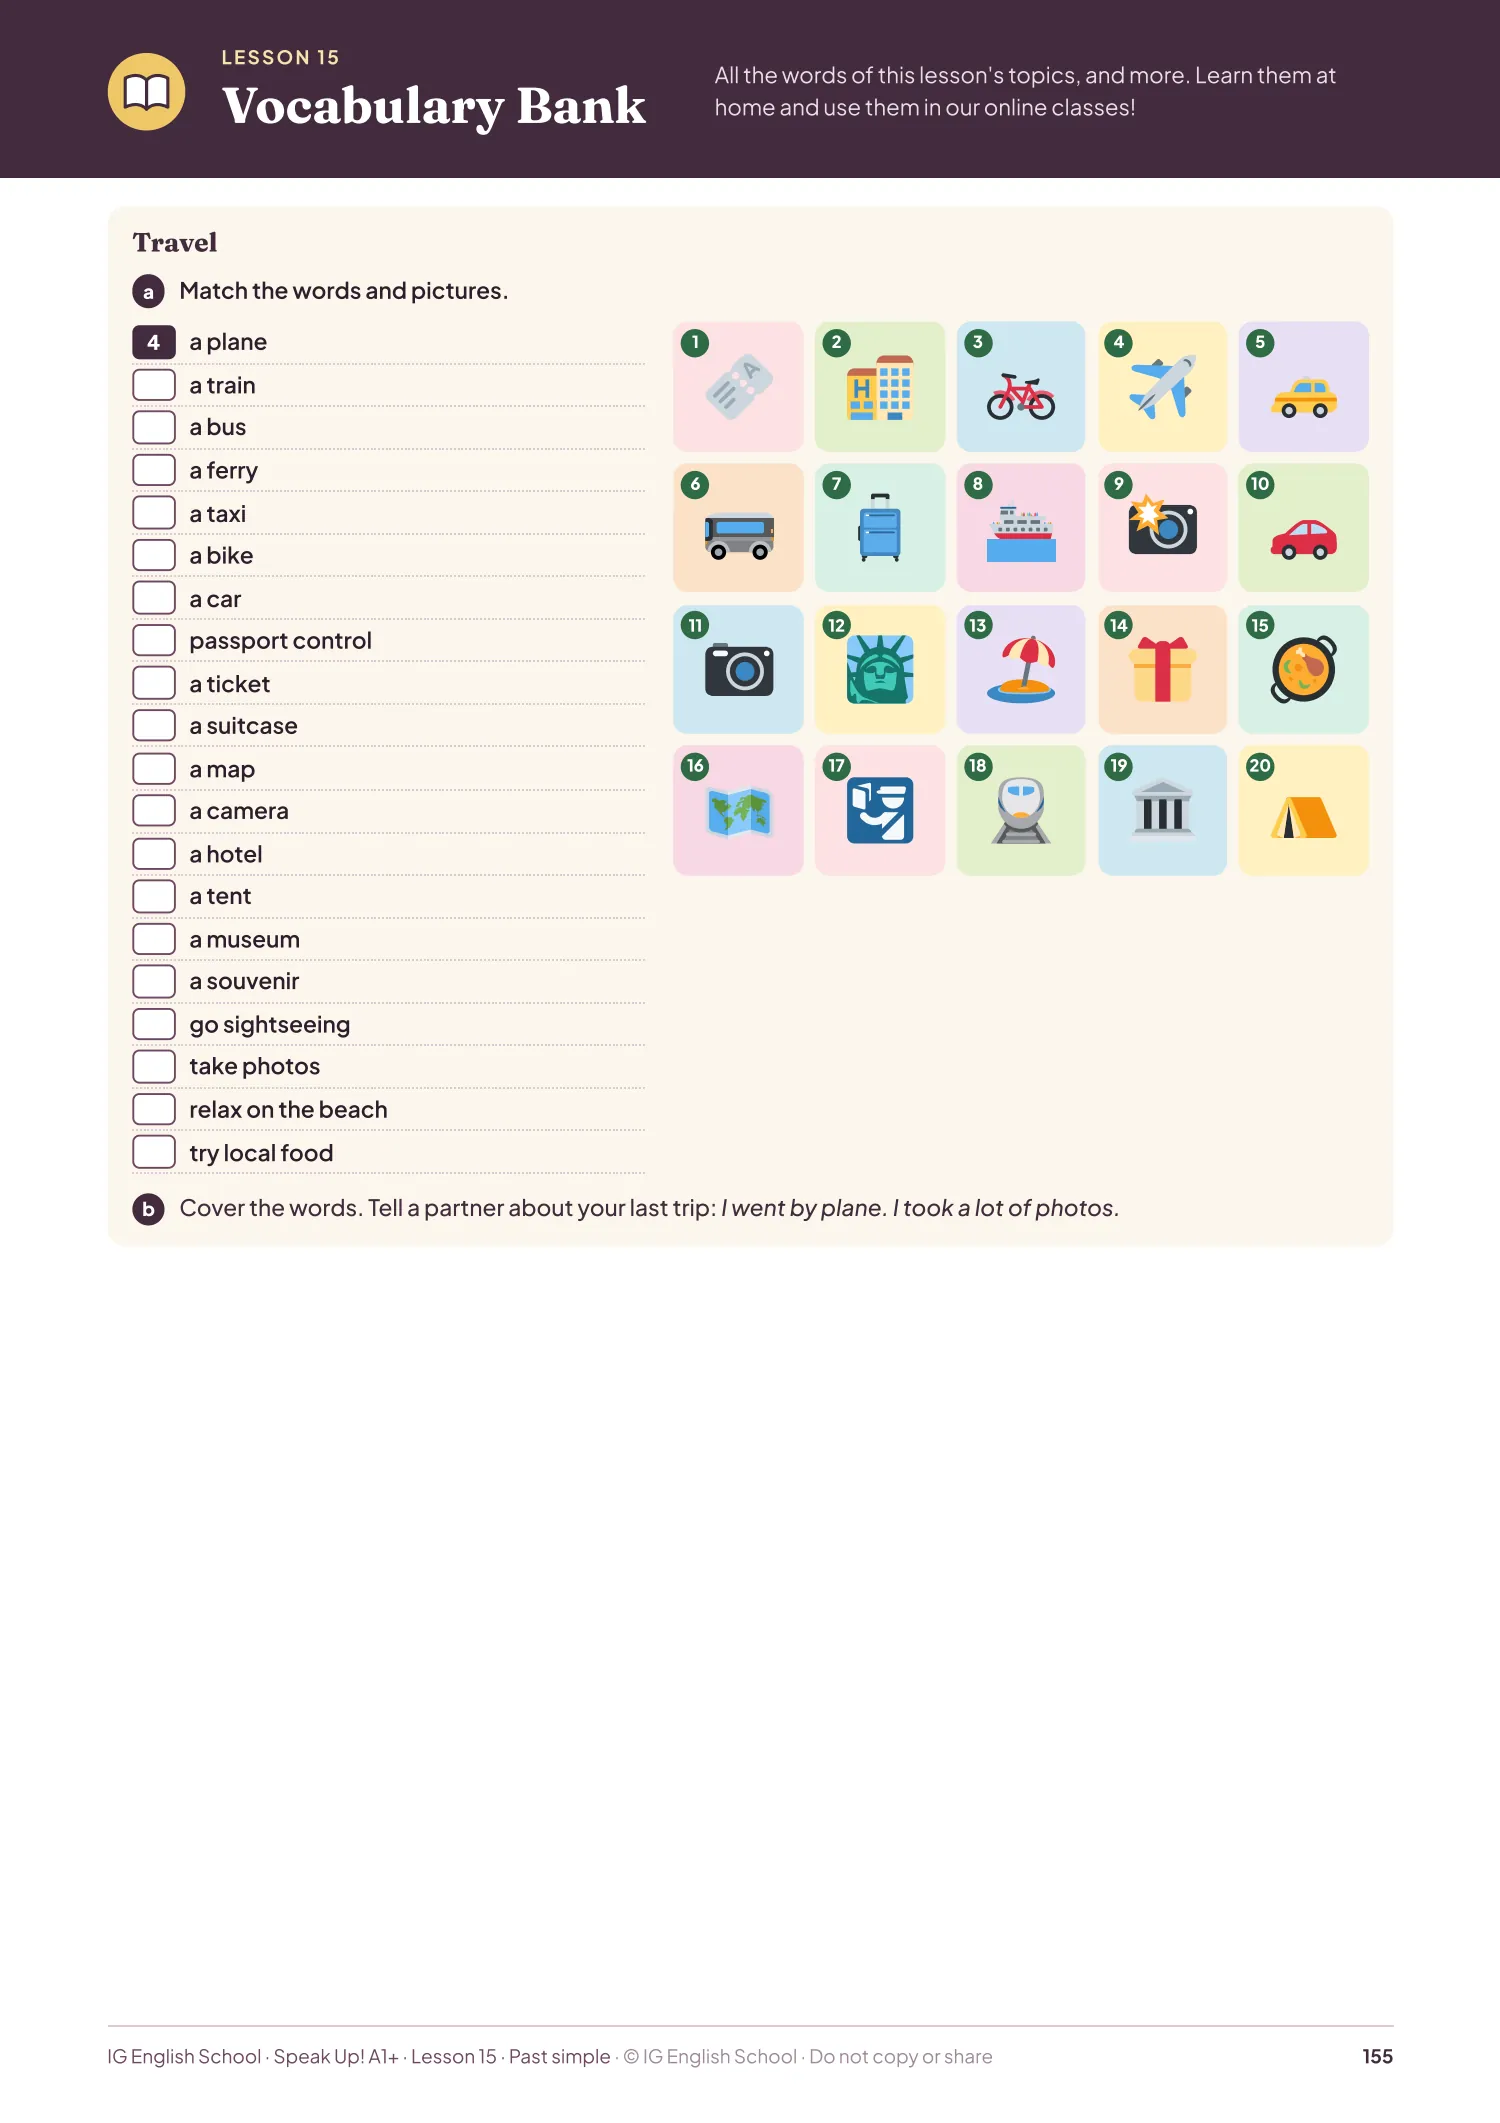 LESSON 15
Vocabulary Bank
All the words of this lesson's topics, and more. Learn them at
home and use them in our online classes!
Travel
a Match the words and pictures.
4 a plane
a train
a bus
a ferry
a taxi
a bike
a car
passport control
a ticket
a suitcase
a map
a camera
a hotel
a tent
a museum
a souvenir
go sightseeing
take photos
relax on the beach
try local food
1 2 3 4 5
A H
6 7 8 9 10
11 12 13 14 15
16 17 18 19 20
b Cover the words. Tell a partner about your last trip: I went by plane. I took a lot of photos.
IG English School · Speak Up! A1+ · Lesson 15 · Past simple · © IG English School · Do not copy or share 155